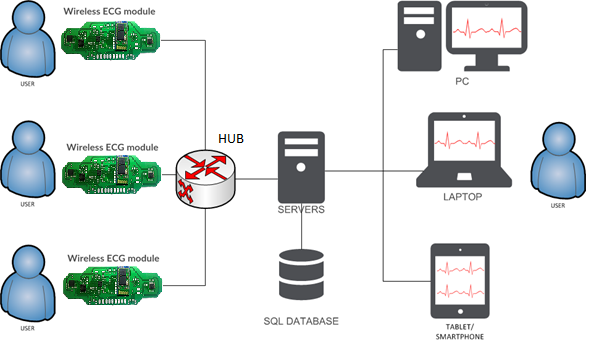 Wireless ECG module
USER
PC
Wireless ECG module
HUB
USER
SERVERS
LAPTOP
USER
Wireless ECG module
USER
SQL DATABASE
TABLET/
SMARTPHONE